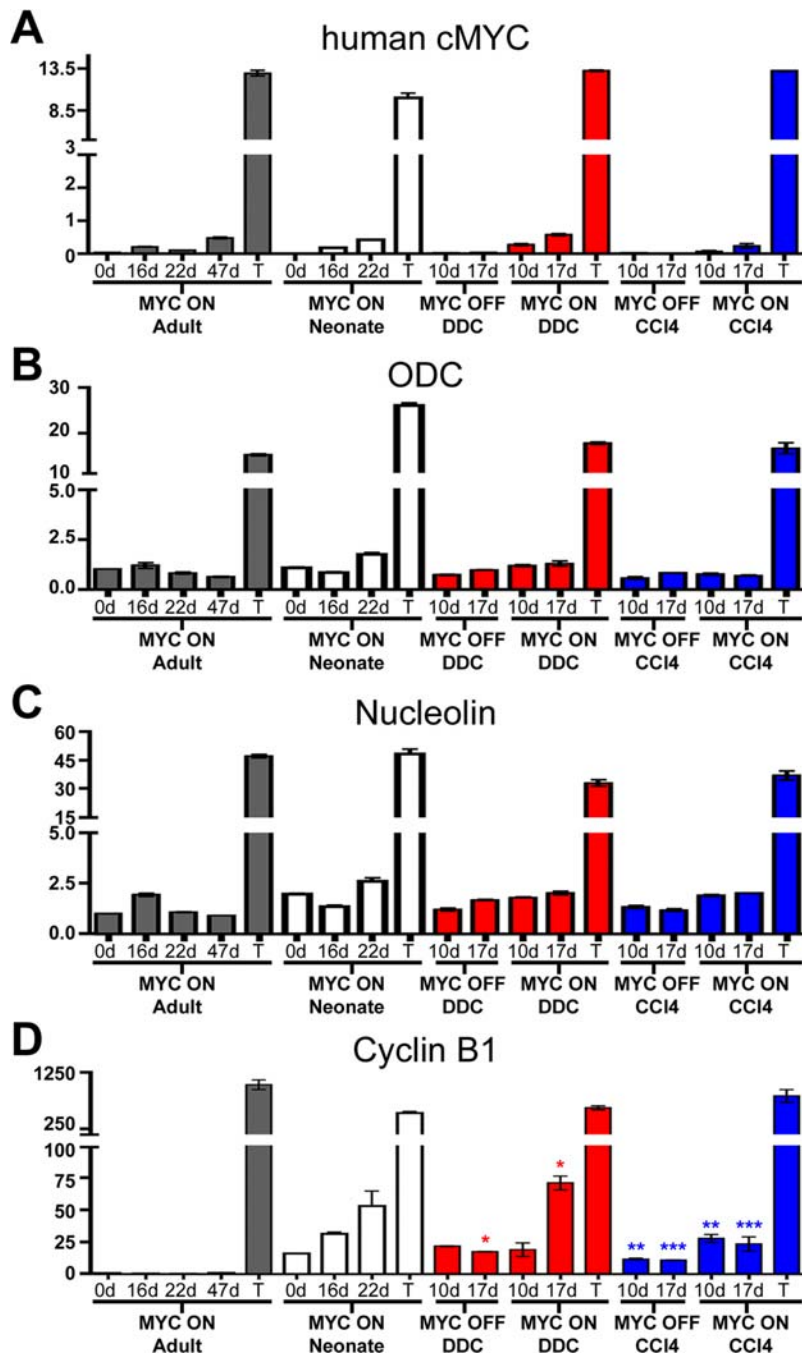 A
human cMYC
13.5
8.5
3
2
1
0
0d 16d 22d 47d T 0d 16d 22d T 10d 17d 10d 17d T 10d 17d 10d 17d T
MYC ON MYC ON MYC OFF MYC ON MYC OFF MYC ON
Adult Neonate DDC DDC CCl4 CCl4
B
ODC
30
20
10
5.0
2.5
0.0
0d 16d 22d 47d T 0d 16d 22d T 10d 17d 10d 17d T 10d 17d 10d 17d T
MYC ON MYC ON MYC OFF MYC ON MYC OFF MYC ON
Adult Neonate DDC DDC CCl4 CCl4
C
Nucleolin
60
45
30
15
5.0
2.5
0.0
0d 16d 22d 47d T 0d 16d 22d T 10d 17d 10d 17d T 10d 17d 10d 17d T
MYC ON MYC ON MYC OFF MYC ON MYC OFF MYC ON
Adult Neonate DDC DDC CCl4 CCl4
D
Cyclin B1
1250
250
100
75
50
25
0
* * ** *** ** ***
0d 16d 22d 47d T 0d 16d 22d T 10d 17d 10d 17d T 10d 17d 10d 17d T
MYC ON MYC ON MYC OFF MYC ON MYC OFF MYC ON
Adult Neonate DDC DDC CCl4 CCl4